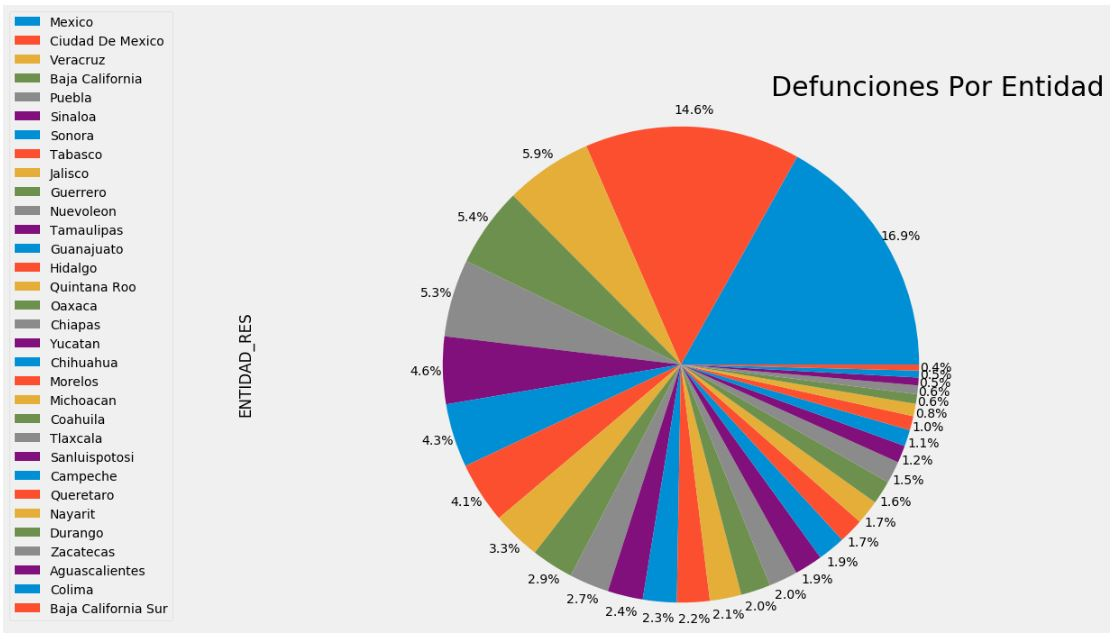 Mexico
Ciudad De Mexico
Veracruz
Baja California
Puebla
Sinaloa
Sonora
Tabasco
Jalisco
Guerrero
Nuevoleon
Tamaulipas
Guanajuato
Hidalgo
Quintana Roo
Oaxaca
Chiapas
Yucatan
Chihuahua
Morelos
Michoacan
Coahuila
Tlaxcala
Sanluispotosi
Campeche
Queretaro
Nayarit
Durango
Zacatecas
Aguascalientes
Colima
Baja California Sur
Defunciones Por Entidad
ENTIDAD_RES
16.9%
14.6%
5.9%
5.4%
5.3%
4.6%
4.3%
4.1%
3.3%
2.9%
2.7%
2.4%
2.3%
2.2%
2.1%
2.0%
2.0%
1.9%
1.9%
1.7%
1.7%
1.6%
1.5%
1.2%
1.1%
1.0%
0.8%
0.6%
0.6%
0.5%
0.5%
0.4%